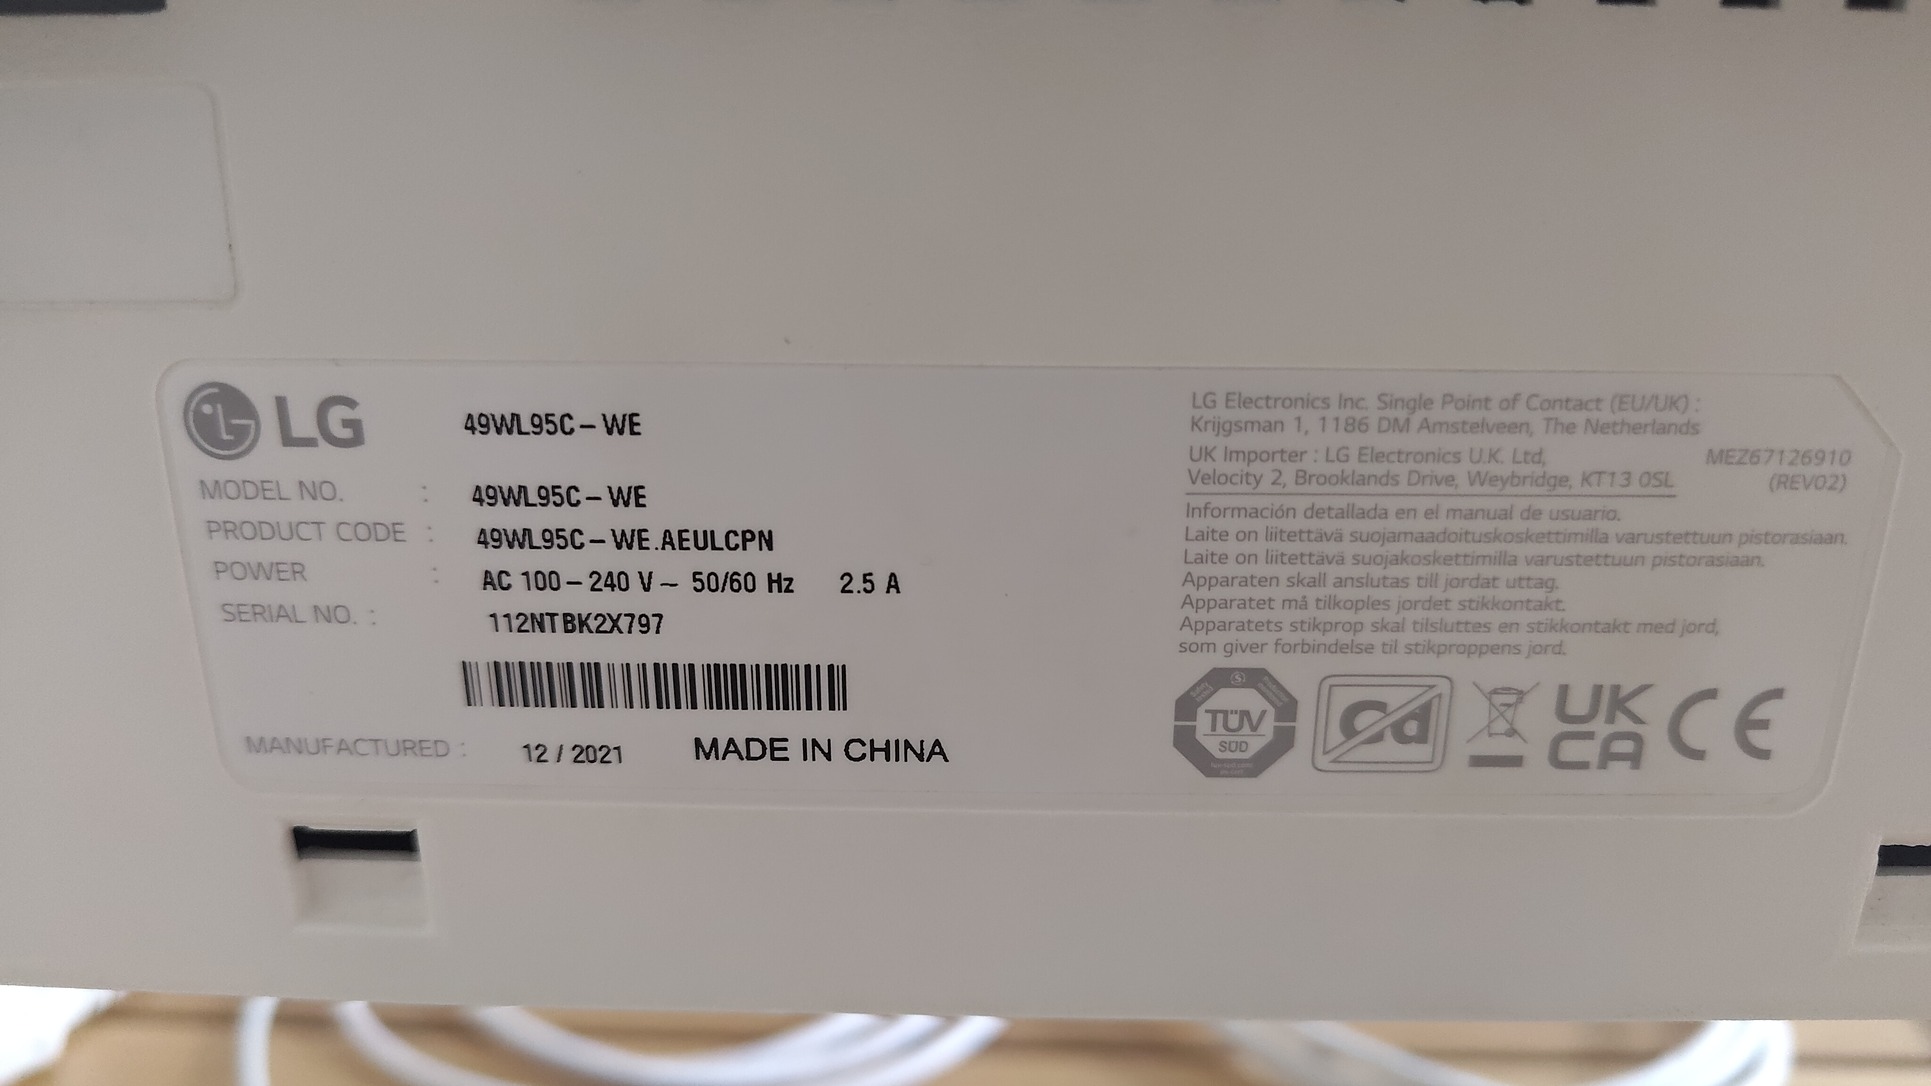 LG 49WL95C-WE
MODEL NO. : 49WL95C-WE
PRODUCT CODE : 49WL95C-WE.AEULCPN
POWER : AC 100-240 V~ 50/60 Hz 2.5 A
SERIAL NO. : 112NTBK2X797
MANUFACTURED : 12 / 2021 MADE IN CHINA
LG Electronics Inc. Single Point of Contact (EU/UK) :
Krijgsman 1, 1186 DM Amstelveen, The Netherlands
UK Importer : LG Electronics U.K. Ltd,
Velocity 2, Brooklands Drive, Weybridge, KT13 0SL
MEZ67126910
(REV02)
Información detallada en el manual de usuario.
Laite on liitettävä suojamaadoituskoskettimilla varustettuun pistorasiaan.
Laite on liitettävä suojakoskettimilla varustettuun pistorasiaan.
Apparaten skall anslutas till jordat uttag.
Apparatet må tilkoples jordet stikkontakt.
Apparatets stikprop skal tilsluttes en stikkontakt med jord,
som giver forbindelse til stikproppens jord.
TÜV
SÜD
Cd
UK
CA
CE